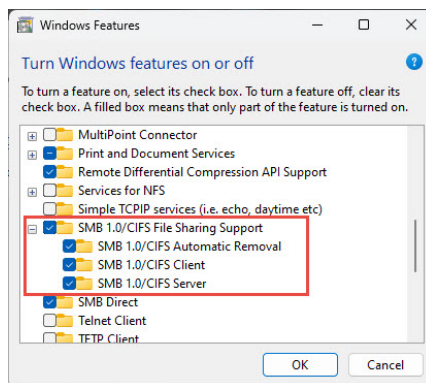 Windows Features
Turn Windows features on or off
To turn a feature on, select its check box. To turn a feature off, clear its
check box. A filled box means that only part of the feature is turned on.
MultiPoint Connector
Print and Document Services
Remote Differential Compression API Support
Services for NFS
Simple TCPIP services (i.e. echo, daytime etc)
SMB 1.0/CIFS File Sharing Support
SMB 1.0/CIFS Automatic Removal
SMB 1.0/CIFS Client
SMB 1.0/CIFS Server
SMB Direct
Telnet Client
TFTP Client
OK Cancel